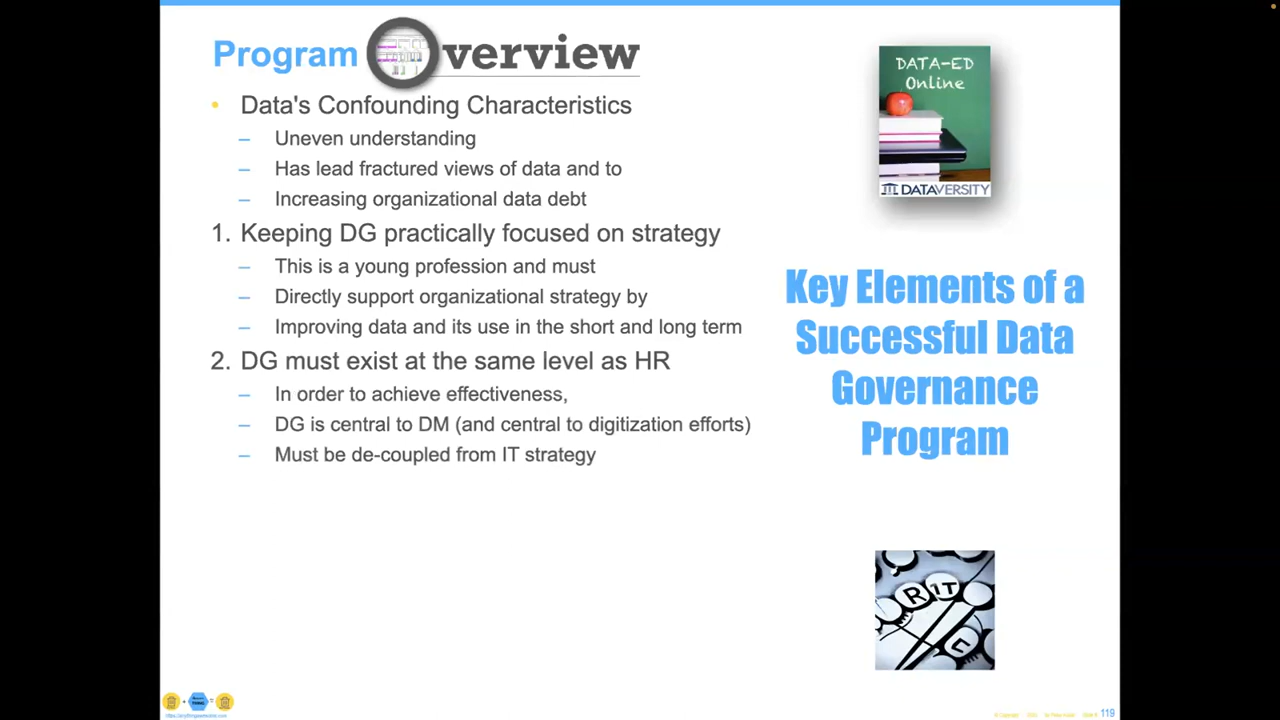 Program Overview
• Data's Confounding Characteristics
– Uneven understanding
– Has lead fractured views of data and to
– Increasing organizational data debt
1. Keeping DG practically focused on strategy
– This is a young profession and must
– Directly support organizational strategy by
– Improving data and its use in the short and long term
2. DG must exist at the same level as HR
– In order to achieve effectiveness,
– DG is central to DM (and central to digitization efforts)
– Must be de-coupled from IT strategy
DATA-ED
Online
DATAVERSITY
Key Elements of a
Successful Data
Governance
Program
R IT
E
C
119